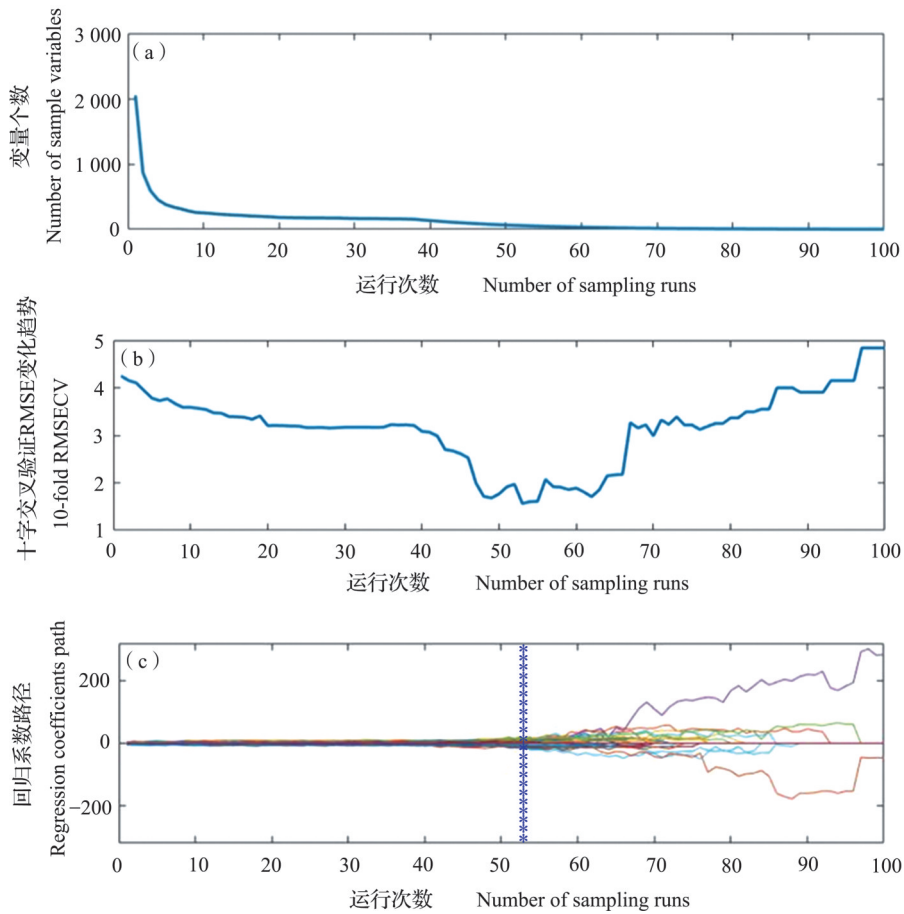 变量个数
Number of sample variables
(a)
3 000
2 000
1 000
0
0 10 20 30 40 50 60 70 80 90 100
运行次数 Number of sampling runs
十字交叉验证RMSE变化趋势
10-fold RMSECV
(b)
5
4
3
2
1
0 10 20 30 40 50 60 70 80 90 100
运行次数 Number of sampling runs
回归系数路径
Regression coefficients path
(c)
200
0
−200
0 10 20 30 40 50 60 70 80 90 100
运行次数 Number of sampling runs